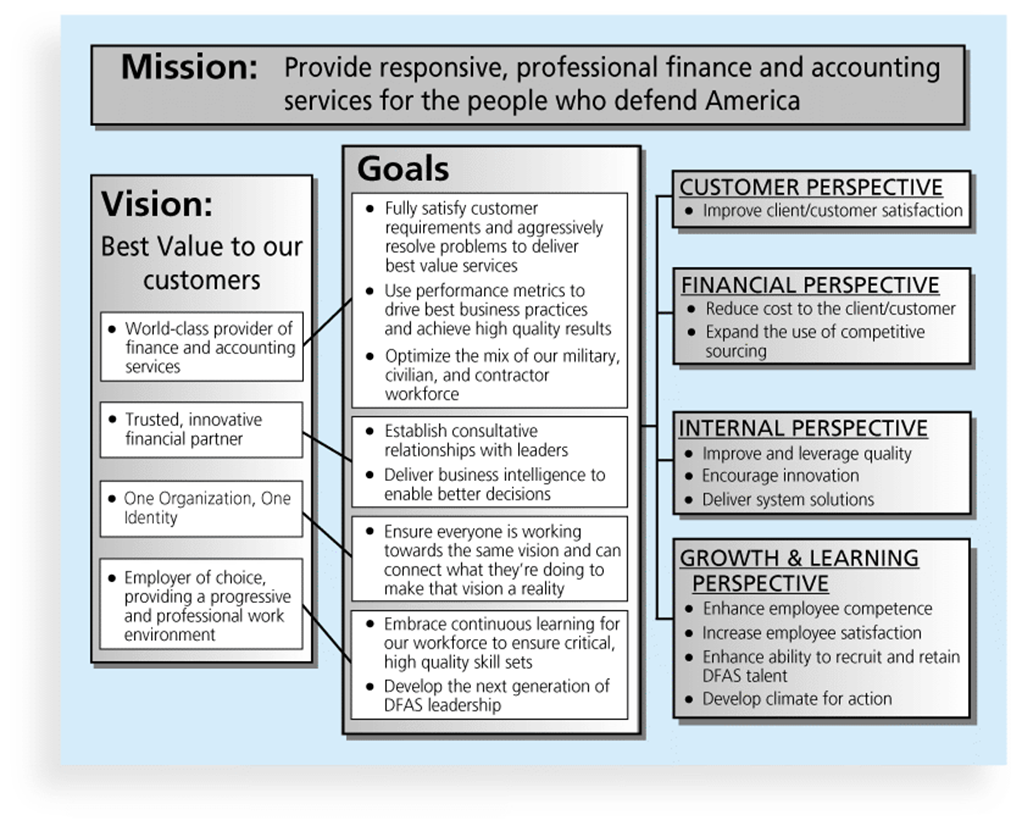 Mission: Provide responsive, professional finance and accounting
services for the people who defend America
Vision:
Best Value to our
customers
• World-class provider of
finance and accounting
services
• Trusted, innovative
financial partner
• One Organization, One
Identity
• Employer of choice,
providing a progressive
and professional work
environment
Goals
• Fully satisfy customer
requirements and aggressively
resolve problems to deliver
best value services
• Use performance metrics to
drive best business practices
and achieve high quality results
• Optimize the mix of our military,
civilian, and contractor
workforce
• Establish consultative
relationships with leaders
• Deliver business intelligence to
enable better decisions
• Ensure everyone is working
towards the same vision and can
connect what they're doing to
make that vision a reality
• Embrace continuous learning for
our workforce to ensure critical,
high quality skill sets
• Develop the next generation of
DFAS leadership
CUSTOMER PERSPECTIVE
• Improve client/customer satisfaction
FINANCIAL PERSPECTIVE
• Reduce cost to the client/customer
• Expand the use of competitive
sourcing
INTERNAL PERSPECTIVE
• Improve and leverage quality
• Encourage innovation
• Deliver system solutions
GROWTH & LEARNING
PERSPECTIVE
• Enhance employee competence
• Increase employee satisfaction
• Enhance ability to recruit and retain
DFAS talent
• Develop climate for action